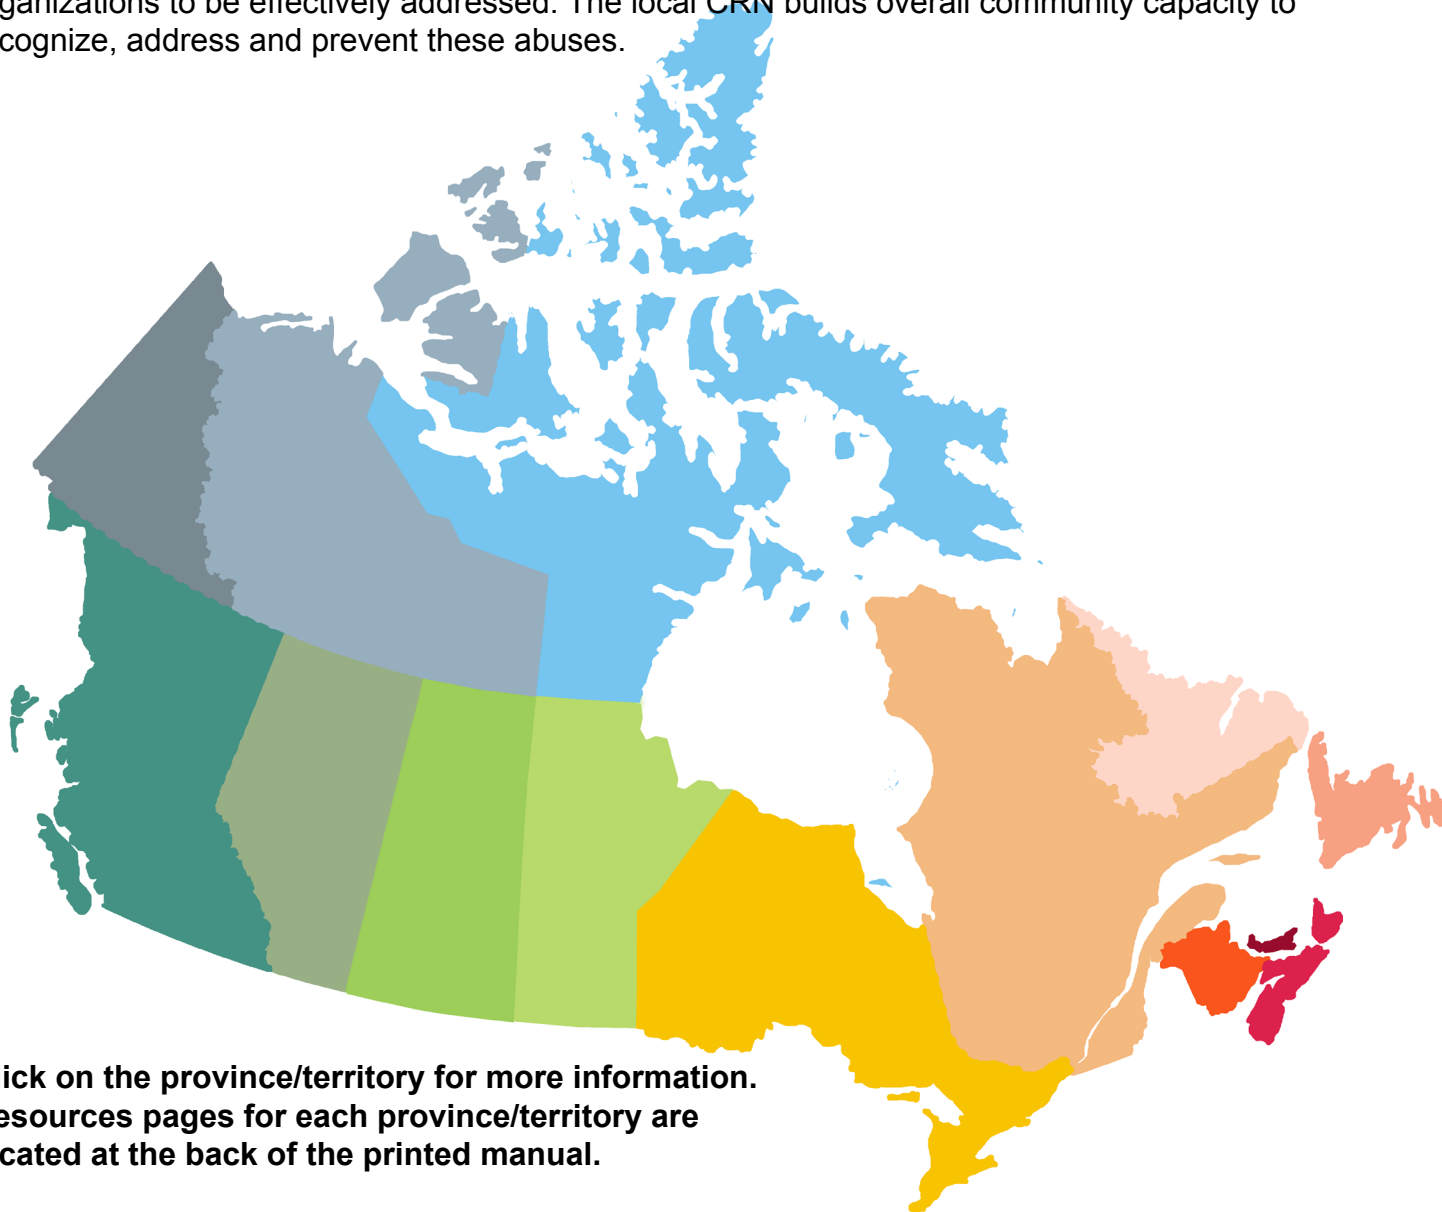 ganizations to be effectively addressed. The local CRN builds overall community capacity to
cognize, address and prevent these abuses.
lick on the province/territory for more information.
esources pages for each province/territory are
cated at the back of the printed manual.